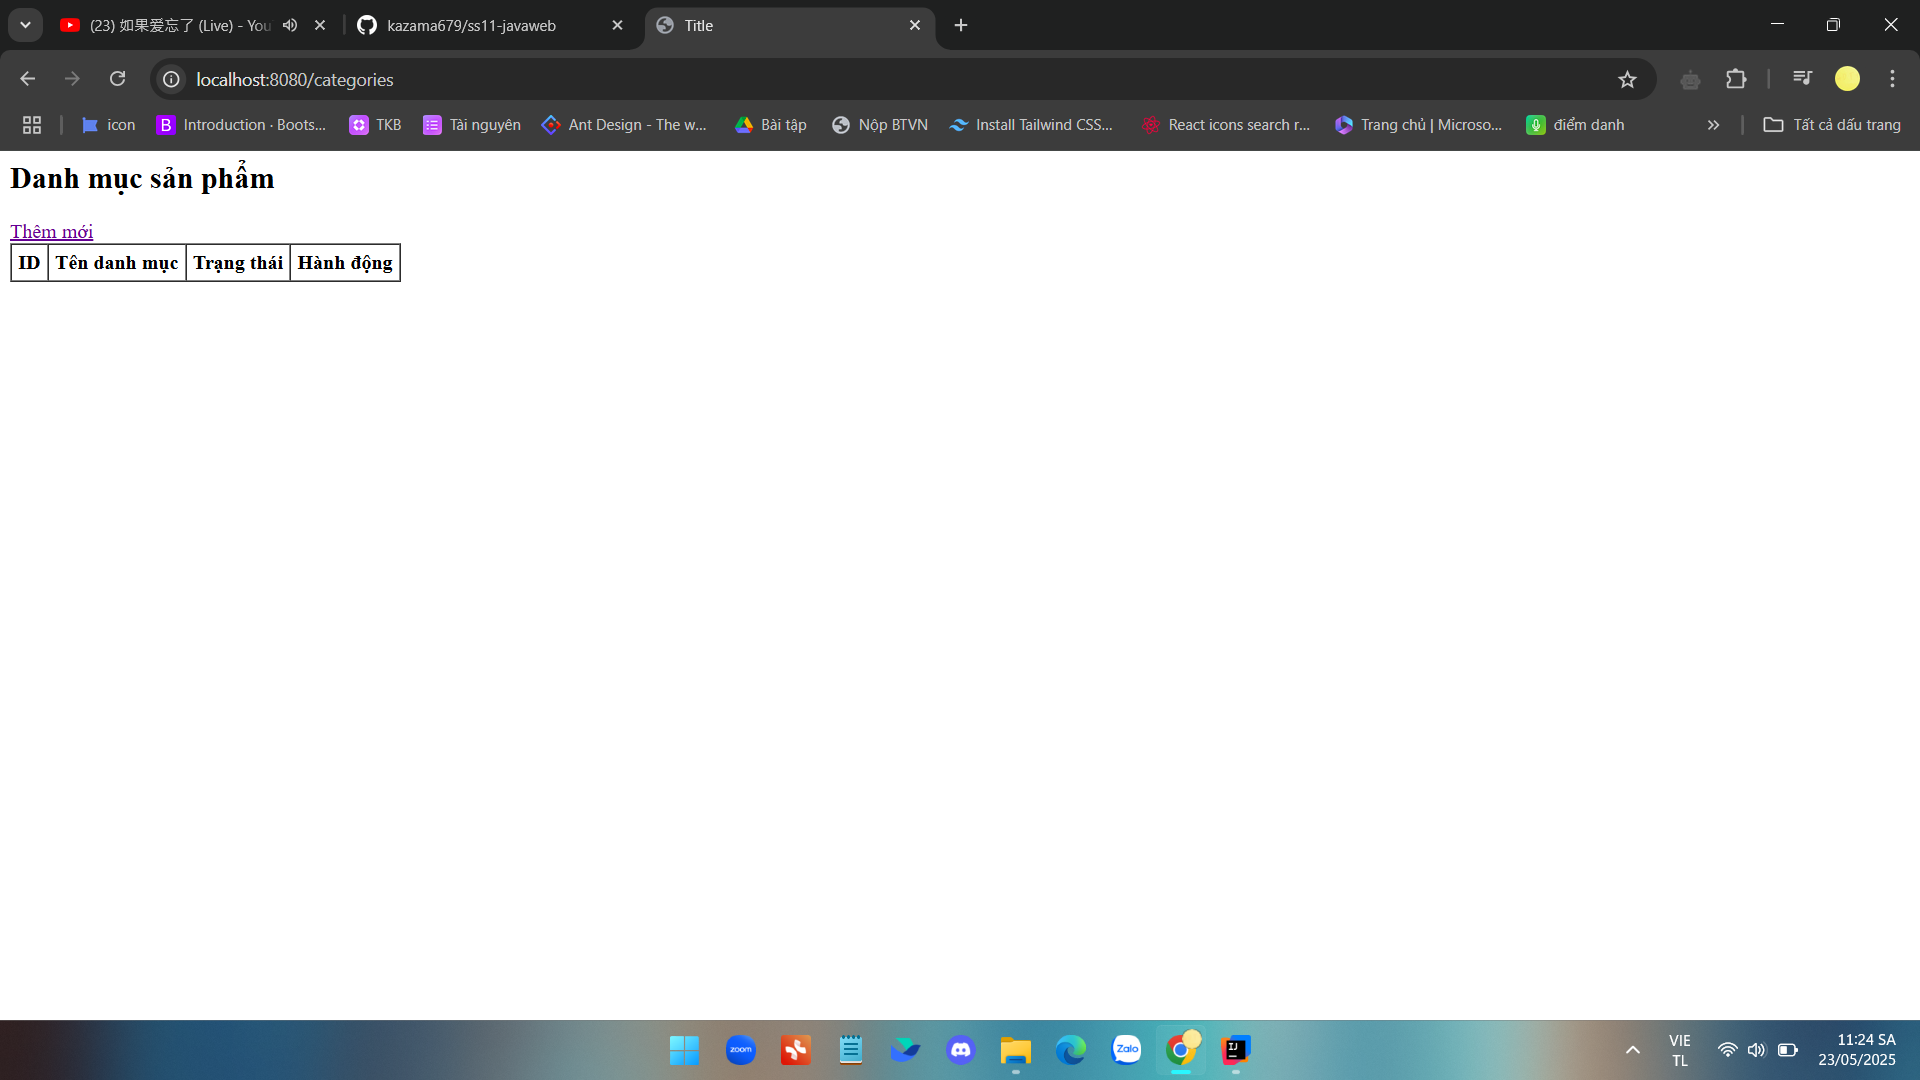 (23) 如果爱忘了 (Live) - You
kazama679/ss11-javaweb
Title
localhost:8080/categories
icon
B
Introduction · Boots...
TKB
Tài nguyên
Ant Design - The w...
Bài tập
Nộp BTVN
Install Tailwind CSS...
React icons search r...
Trang chủ | Microso...
điểm danh
Tất cả dấu trang
Danh mục sản phẩm
Thêm mới
ID Tên danh mục Trạng thái Hành động
zoom
Zalo
IJ
VIE
TL
11:24 SA
23/05/2025